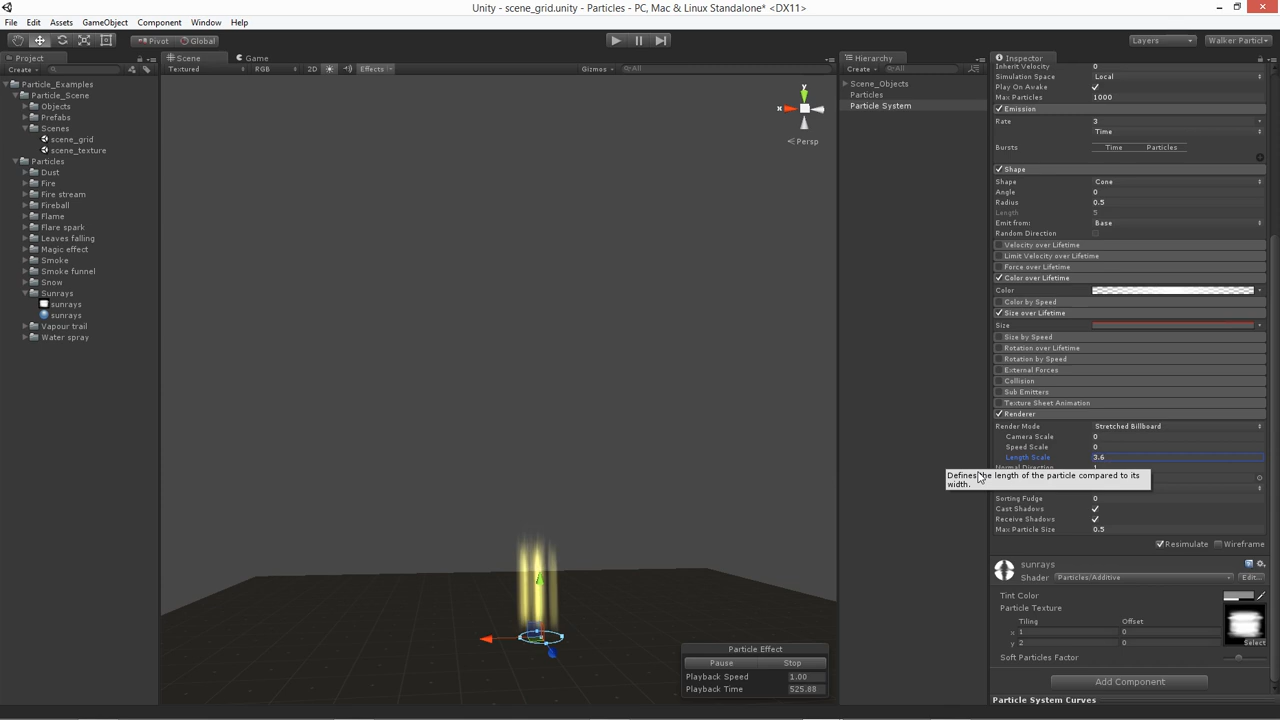 Unity - scene_grid.unity - Particles - PC, Mac & Linux Standalone* <DX11>
File Edit Assets GameObject Component Window Help
Pivot Global Layers Walker Particl
Project
Create
Particle_Examples
Particle_Scene
Objects
Prefabs
Scenes
scene_grid
scene_texture
Particles
Dust
Fire
Fire stream
Fireball
Flame
Flare spark
Leaves falling
Magic effect
Smoke
Smoke funnel
Snow
Sunrays
sunrays
sunrays
Vapour trail
Water spray
Scene Game
Textured RGB 2D Effects Gizmos All
y
x
Persp
Particle Effect
Pause Stop
Playback Speed 1.00
Playback Time 525.88
Hierarchy
Create All
Scene_Objects
Particles
Particle System
Inspector
Inherit Velocity 0
Simulation Space Local
Play On Awake
Max Particles 1000
Emission
Rate 3
Time
Bursts Time Particles
Shape
Shape Cone
Angle 0
Radius 0.5
Length 5
Emit from: Base
Random Direction
Velocity over Lifetime
Limit Velocity over Lifetime
Force over Lifetime
Color over Lifetime
Color
Color by Speed
Size over Lifetime
Size
Size by Speed
Rotation over Lifetime
Rotation by Speed
External Forces
Collision
Sub Emitters
Texture Sheet Animation
Renderer
Render Mode Stretched Billboard
Camera Scale 0
Speed Scale 0
Length Scale 3.6
Normal Direction 1
Defines the length of the particle compared to its
width.
Sorting Fudge 0
Cast Shadows
Receive Shadows
Max Particle Size 0.5
Resimulate Wireframe
sunrays
Shader Particles/Additive Edit...
Tint Color
Particle Texture
Tiling Offset
x 1 0
y 2 0
Select
Soft Particles Factor
Add Component
Particle System Curves